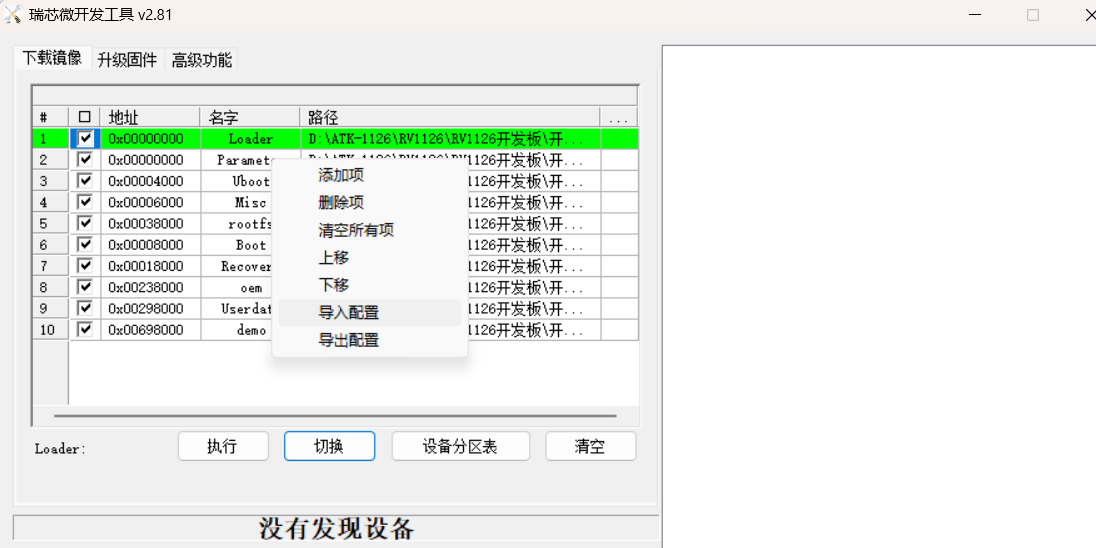 瑞芯微开发工具 v2.81
下载镜像 升级固件 高级功能
# 地址 名字 路径 ...
1 0x00000000 Loader D:\ATK-1126\RV1126\RV1126开发板\开...
2 0x00000000 Paramete 1126开发板\开...
添加项
3 0x00004000 Uboot 1126开发板\开...
删除项
4 0x00006000 Misc 1126开发板\开...
清空所有项
5 0x00038000 rootfs 1126开发板\开...
上移
6 0x00008000 Boot 1126开发板\开...
下移
7 0x00018000 Recover 1126开发板\开...
8 0x00238000 oem 1126开发板\开...
导入配置
9 0x00298000 Userdat 1126开发板\开...
导出配置
10 0x00698000 demo 1126开发板\开...
Loader: 执行 切换 设备分区表 清空
没有发现设备